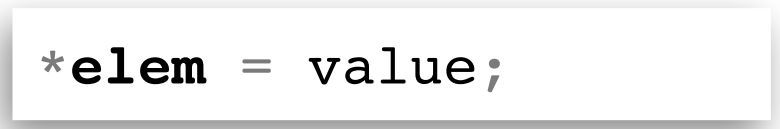 *elem = value;